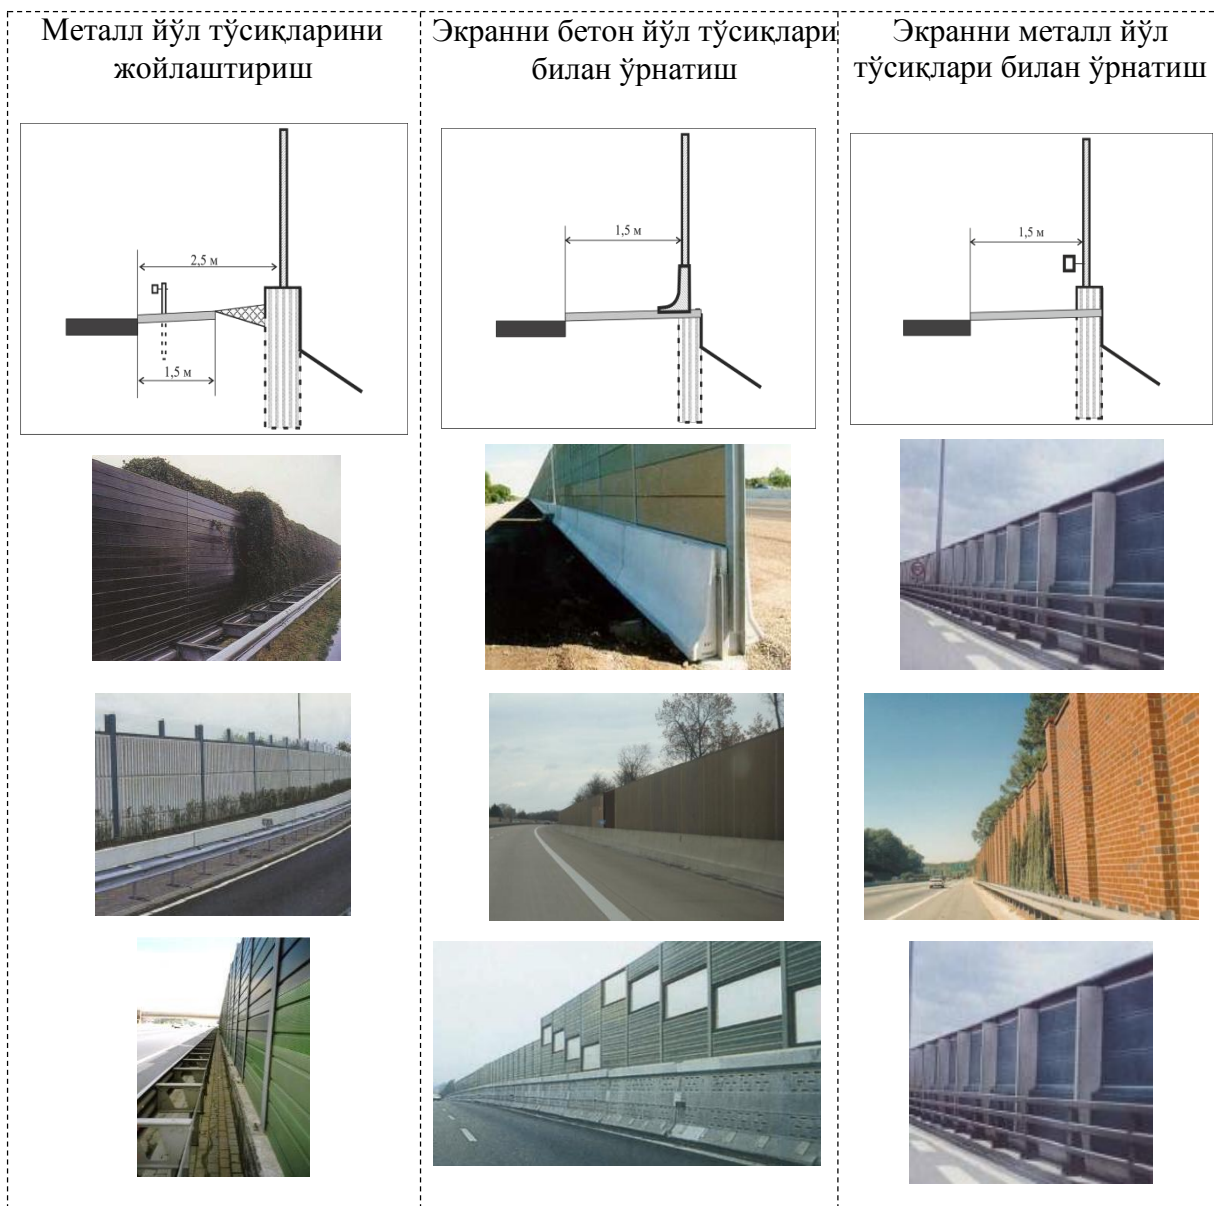 Металл йўл тўсиқларини
жойлаштириш
Экранни бетон йўл тўсиқлари
билан ўрнатиш
Экранни металл йўл
тўсиқлари билан ўрнатиш
2,5 м
1,5 м
1,5 м
1,5 м